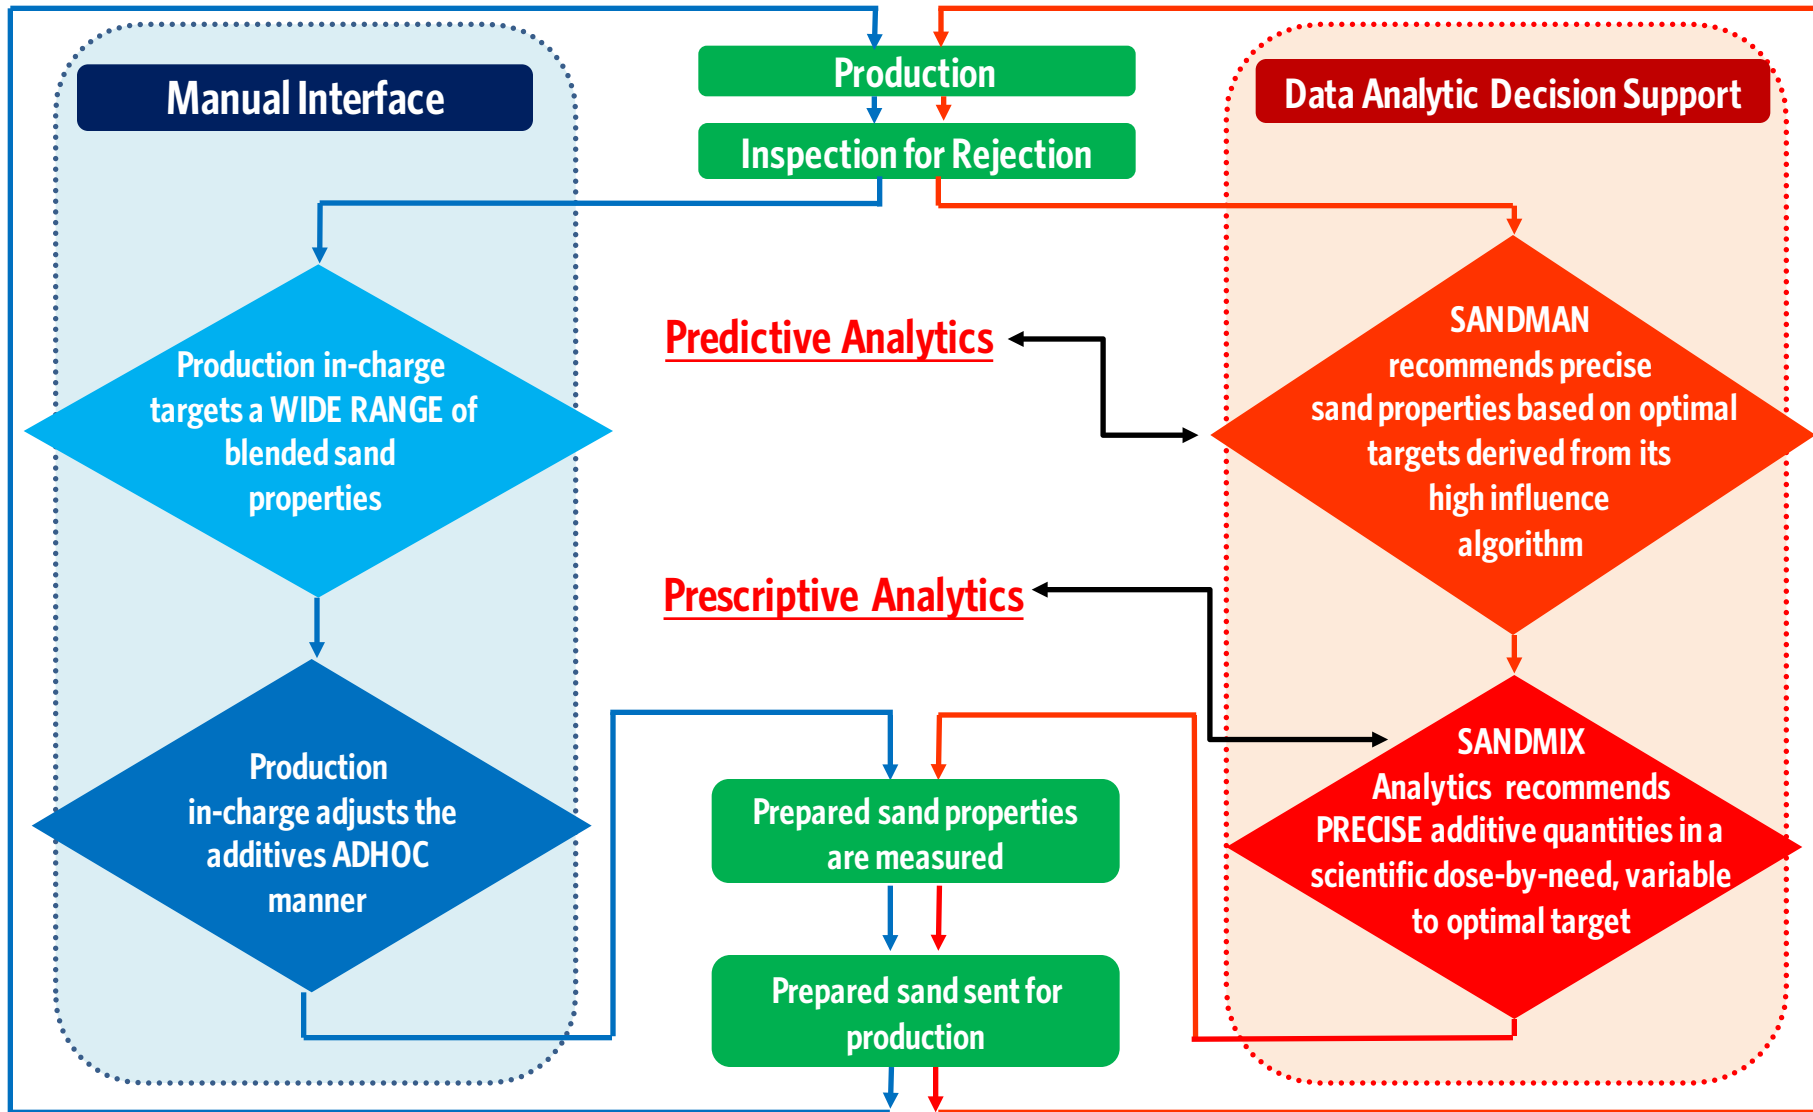 Manual Interface
Production
Inspection for Rejection
Data Analytic Decision Support
Production in-charge
targets a WIDE RANGE of
blended sand
properties
Predictive Analytics
SANDMAN
recommends precise
sand properties based on optimal
targets derived from its
high influence
algorithm
Prescriptive Analytics
Production
in-charge adjusts the
additives ADHOC
manner
Prepared sand properties
are measured
SANDMIX
Analytics recommends
PRECISE additive quantities in a
scientific dose-by-need, variable
to optimal target
Prepared sand sent for
production